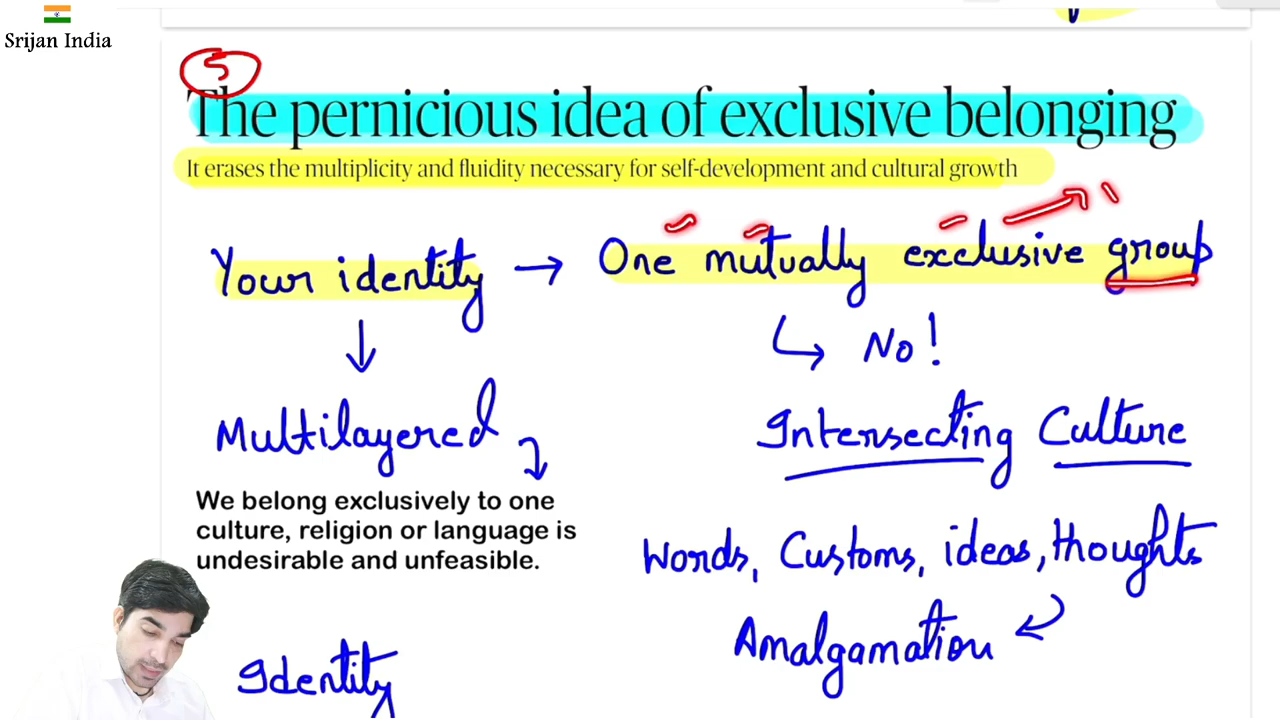 Srijan India
5
The pernicious idea of exclusive belonging
It erases the multiplicity and fluidity necessary for self-development and cultural growth
Your identity → One mutually exclusive group
↓
↳ No!
Multilayered
Intersecting Culture
We belong exclusively to one
culture, religion or language is
undesirable and unfeasible.
Words, Customs, ideas, thoughts
Amalgamation
Identity